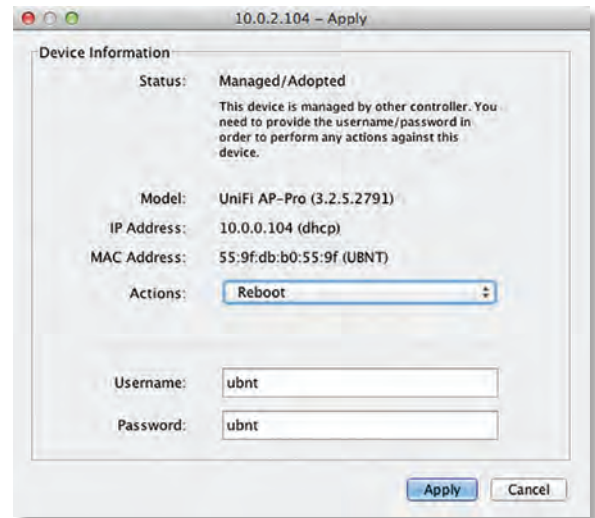 10.0.2.104 – Apply
Device Information
Status: Managed/Adopted
This device is managed by other controller. You
need to provide the username/password in
order to perform any actions against this
device.
Model: UniFi AP-Pro (3.2.5.2791)
IP Address: 10.0.0.104 (dhcp)
MAC Address: 55:9f:db:b0:55:9f (UBNT)
Actions: Reboot
Username: ubnt
Password: ubnt
Apply Cancel